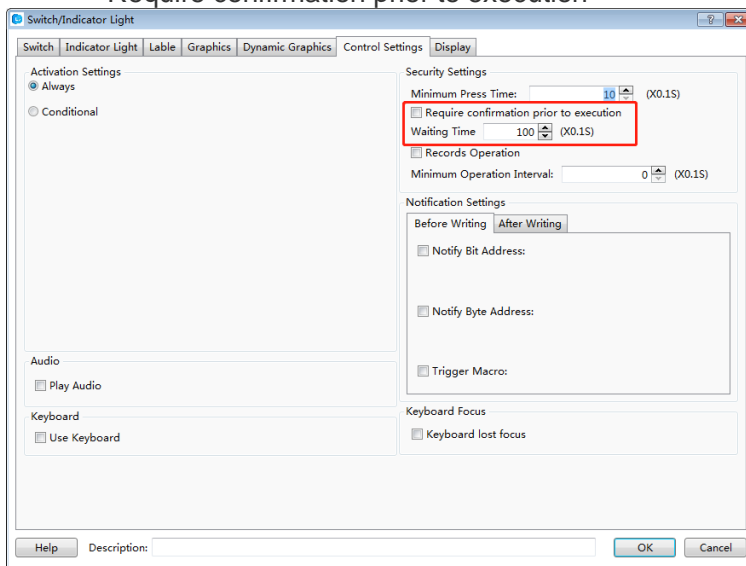 Require confirmation prior to execution
Switch/Indicator Light
Switch Indicator Light Lable Graphics Dynamic Graphics Control Settings Display
Activation Settings
Always
Conditional
Security Settings
Minimum Press Time: 10 (X0.1S)
Require confirmation prior to execution
Waiting Time 100 (X0.1S)
Records Operation
Minimum Operation Interval: 0 (X0.1S)
Notification Settings
Before Writing After Writing
Notify Bit Address:
Notify Byte Address:
Trigger Macro:
Audio
Play Audio
Keyboard
Use Keyboard
Keyboard Focus
Keyboard lost focus
Help Description: OK Cancel